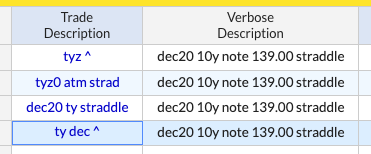 Trade Description Verbose Description
tyz ^ dec20 10y note 139.00 straddle
tyz0 atm strad dec20 10y note 139.00 straddle
dec20 ty straddle dec20 10y note 139.00 straddle
ty dec ^ dec20 10y note 139.00 straddle